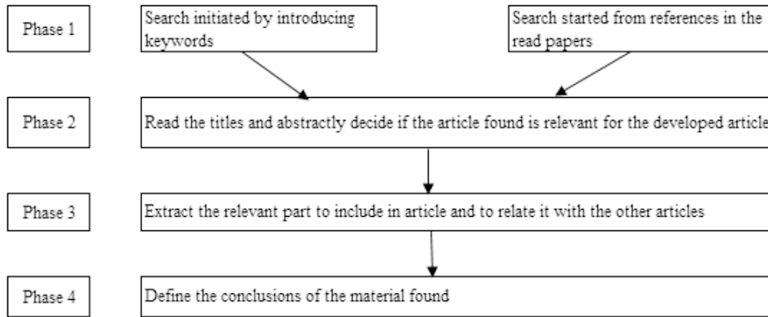 Phase 1
Search initiated by introducing
keywords
Search started from references in the
read papers
Phase 2
Read the titles and abstractly decide if the article found is relevant for the developed article
Phase 3
Extract the relevant part to include in article and to relate it with the other articles
Phase 4
Define the conclusions of the material found